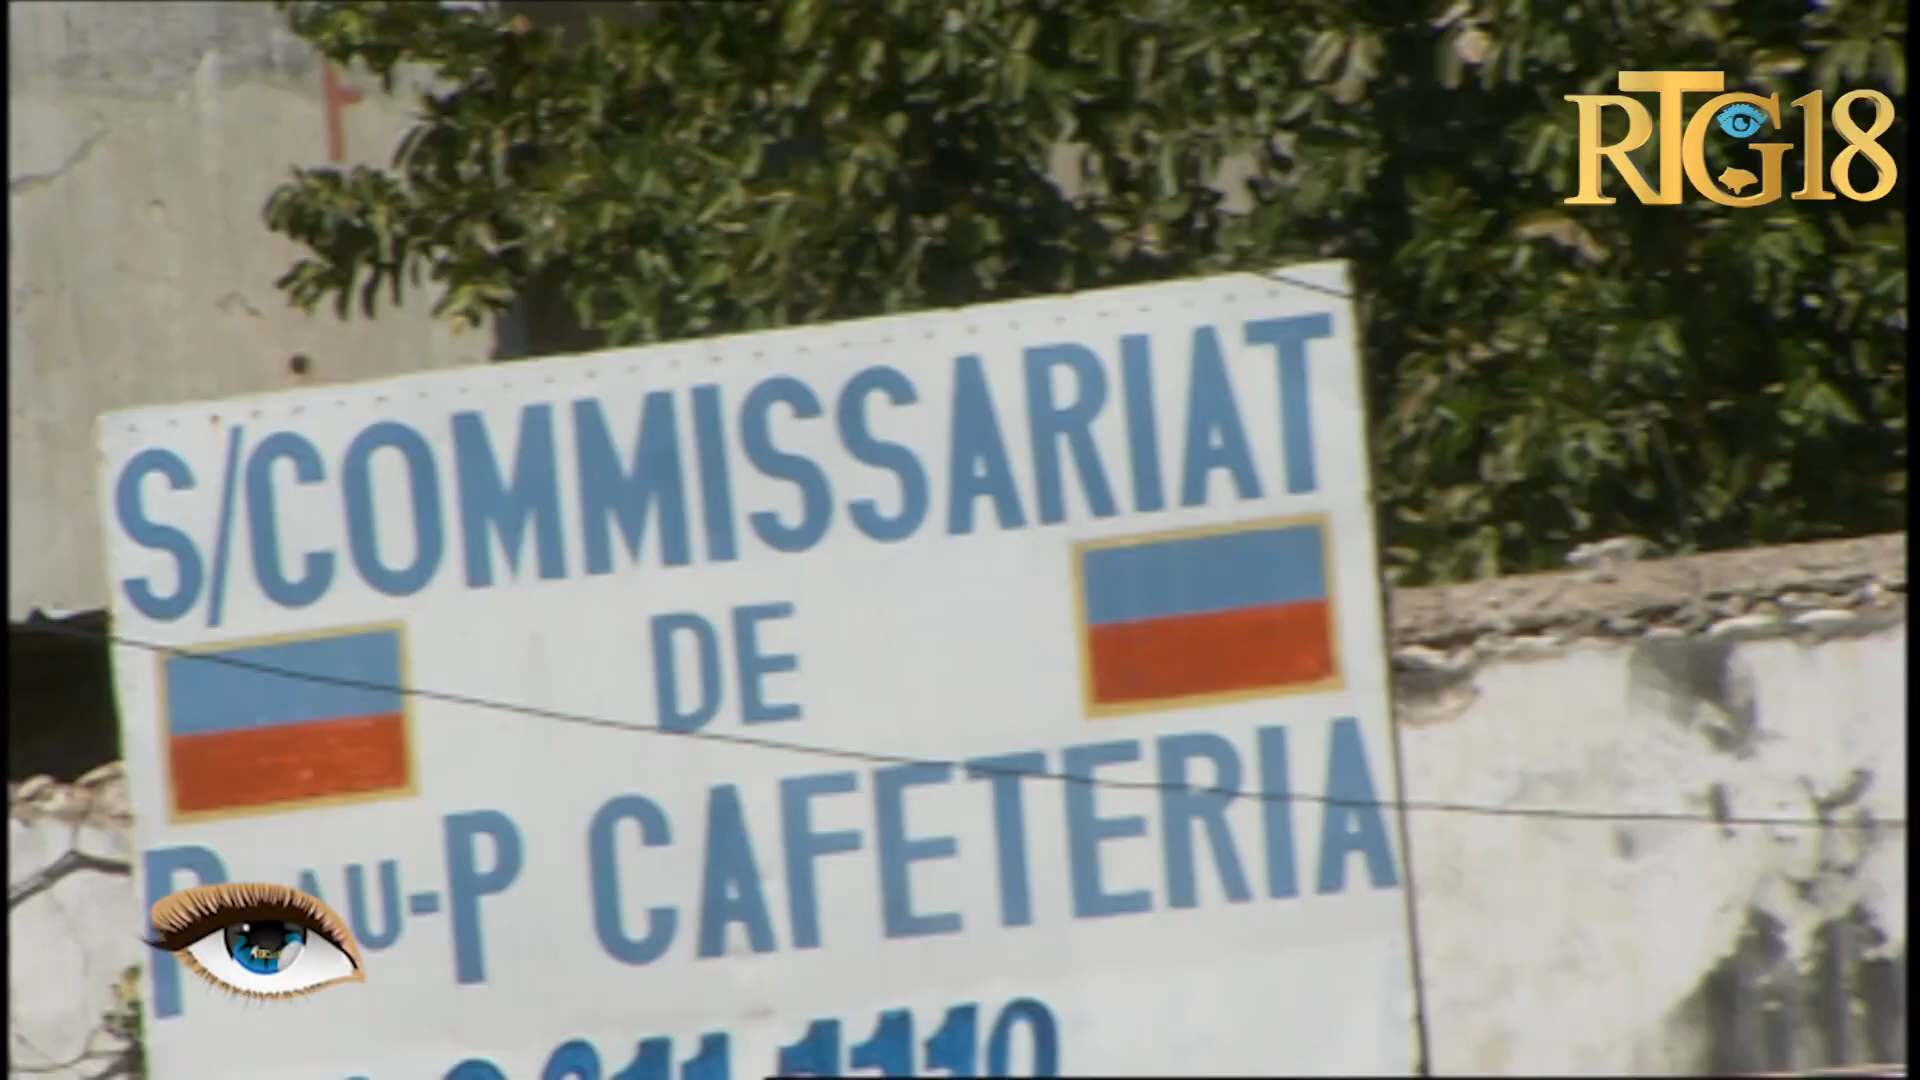 RTG18
S/COMMISSARIAT
DE
P-AU-P CAFETERIA